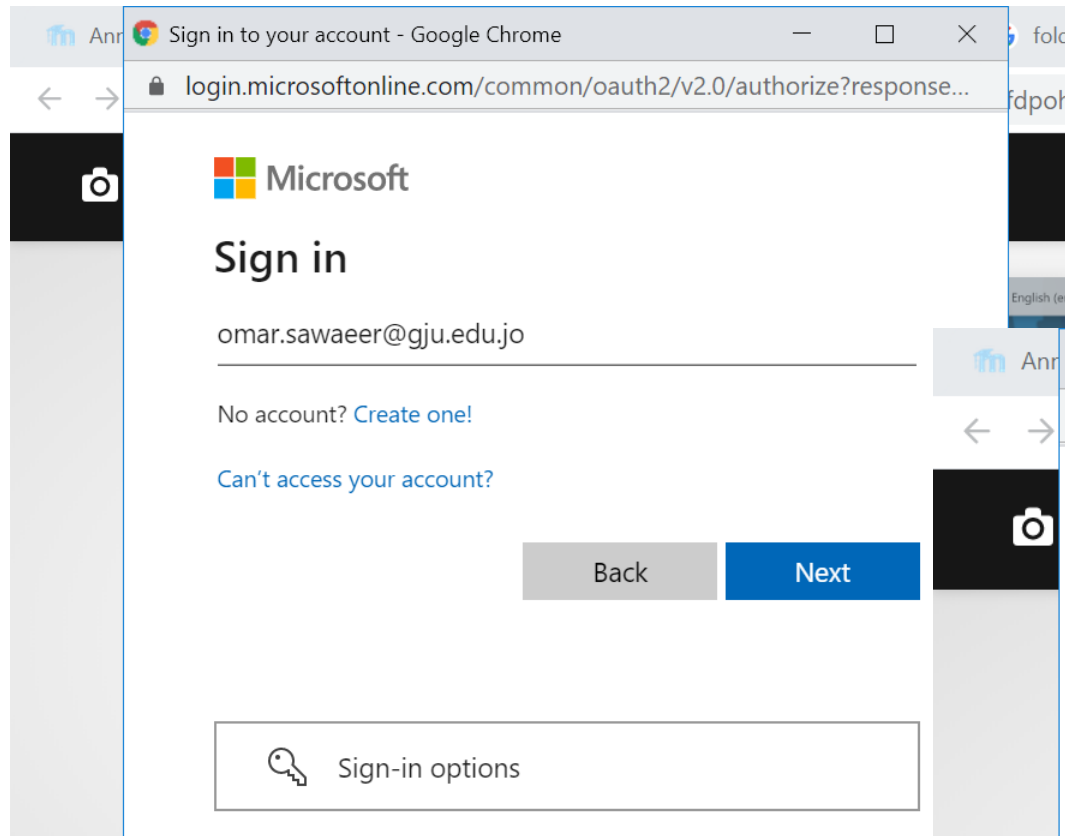 Ann
Sign in to your account - Google Chrome
login.microsoftonline.com/common/oauth2/v2.0/authorize?response...
Microsoft
Sign in
English
omar.sawaeer@gju.edu.jo
Ann
No account? Create one!
Can't access your account?
Back
Next
Sign-in options